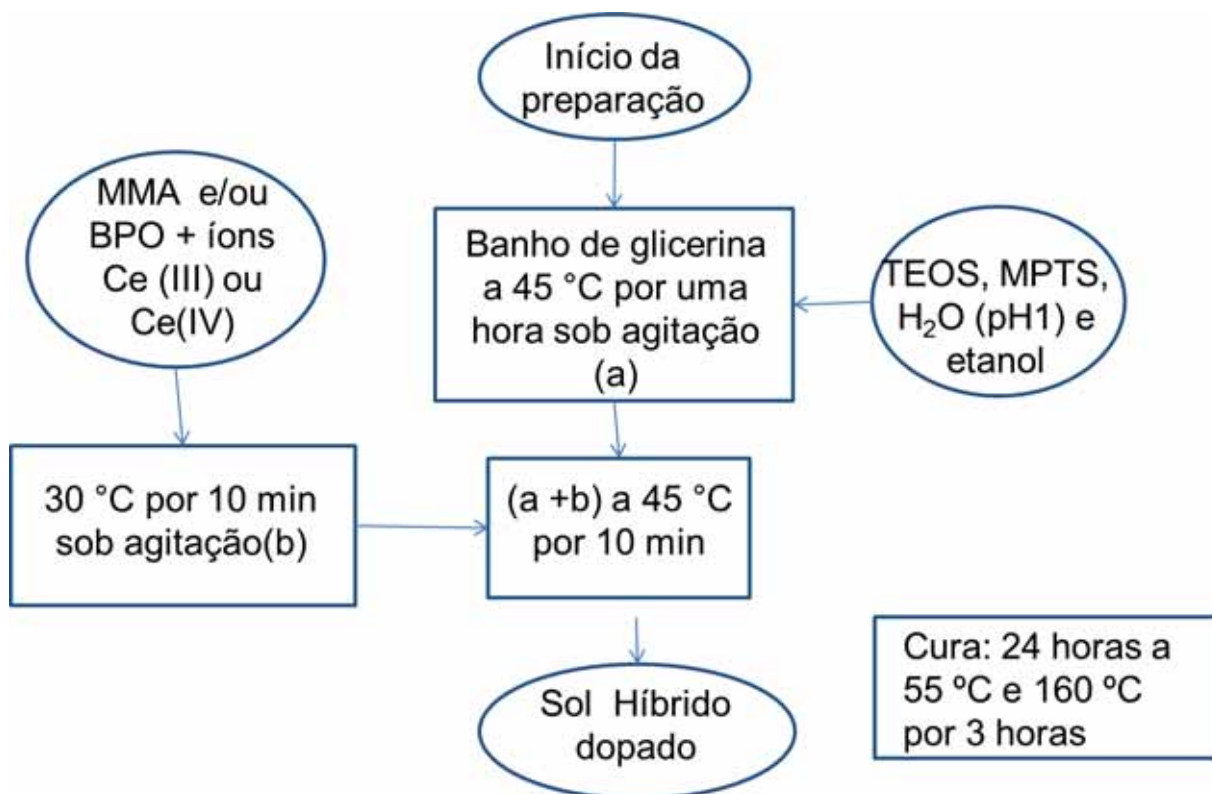 Início da
preparação
MMA e/ou
BPO + íons
Ce (III) ou
Ce(IV)
Banho de glicerina
a 45 °C por uma
hora sob agitação
(a)
TEOS, MPTS,
H₂O (pH1) e
etanol
30 °C por 10 min
sob agitação(b)
(a +b) a 45 °C
por 10 min
Sol Híbrido
dopado
Cura: 24 horas a
55 ºC e 160 ºC
por 3 horas